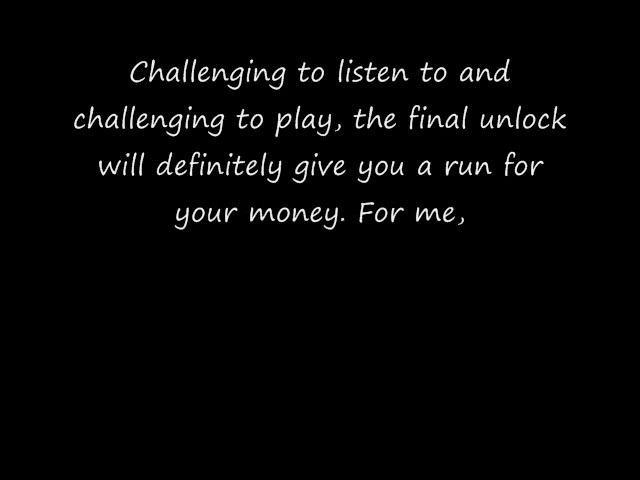 Challenging to listen to and
challenging to play, the final unlock
will definitely give you a run for
your money. For me,